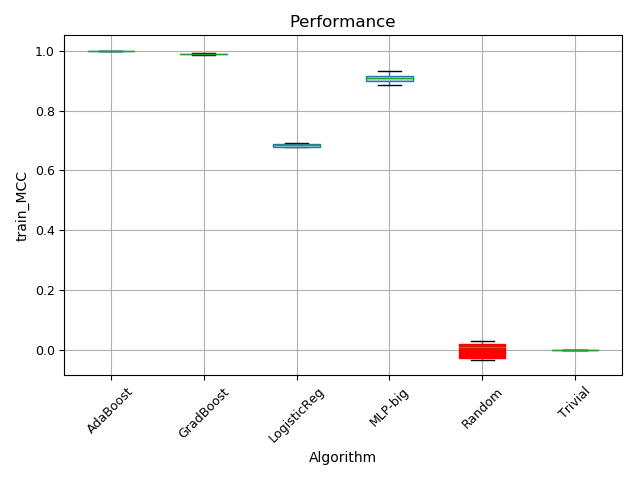 Performance
train_MCC
1.0
0.8
0.6
0.4
0.2
0.0
AdaBoost
GradBoost
LogisticReg
MLP-big
Random
Trivial
Algorithm